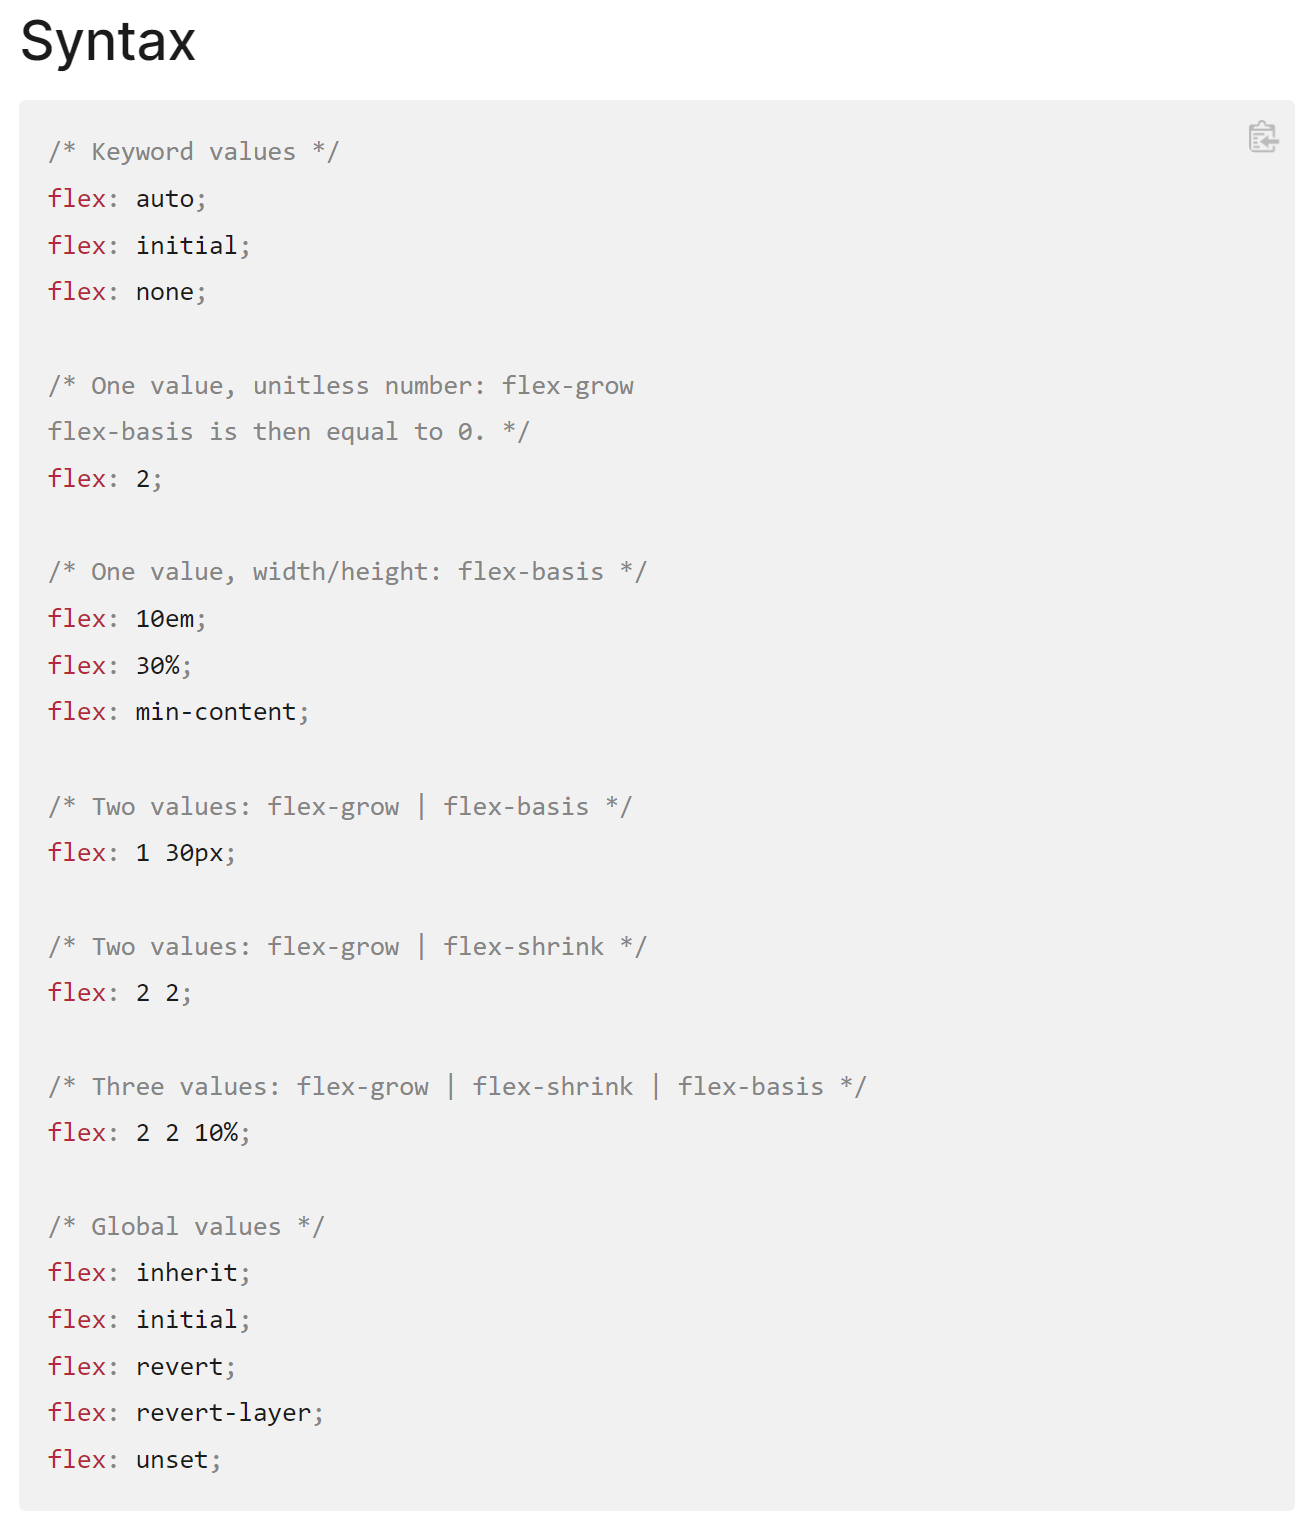 Syntax
/* Keyword values */
flex: auto;
flex: initial;
flex: none;
/* One value, unitless number: flex-grow
flex-basis is then equal to 0. */
flex: 2;
/* One value, width/height: flex-basis */
flex: 10em;
flex: 30%;
flex: min-content;
/* Two values: flex-grow | flex-basis */
flex: 1 30px;
/* Two values: flex-grow | flex-shrink */
flex: 2 2;
/* Three values: flex-grow | flex-shrink | flex-basis */
flex: 2 2 10%;
/* Global values */
flex: inherit;
flex: initial;
flex: revert;
flex: revert-layer;
flex: unset;